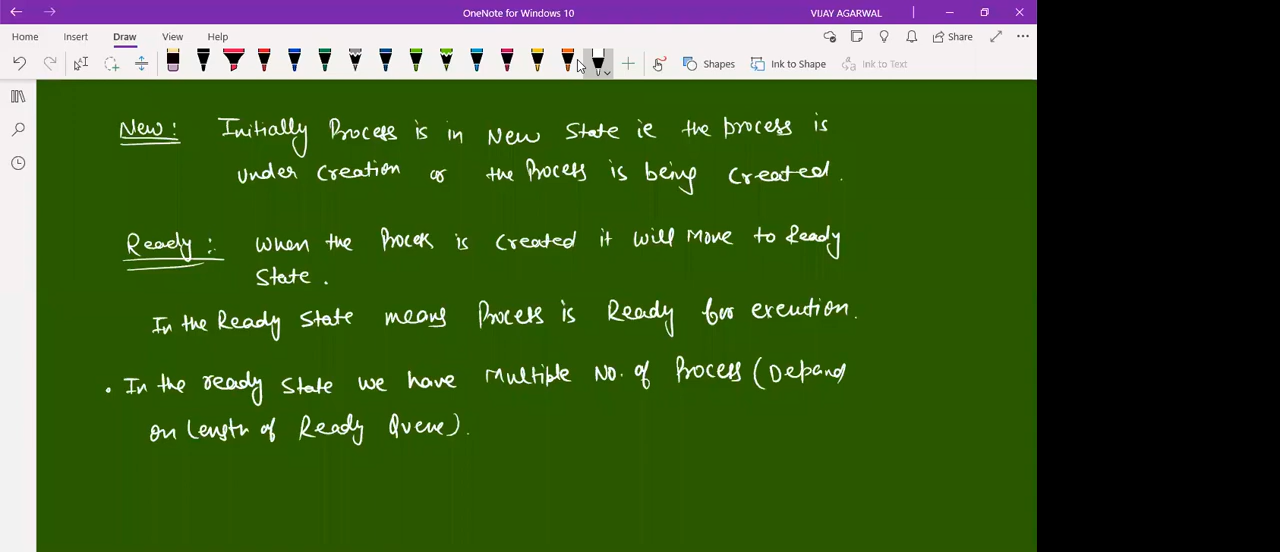 OneNote for Windows 10
VIJAY AGARWAL
Home Insert Draw View Help
Share
Shapes Ink to Shape Ink to Text
New: Initially Process is in New State ie the process is
under creation or the Process is being created.
Ready: When the Process is created it will Move to Ready
State.
In the Ready State means Process is Ready for execution.
. In the ready State we have Multiple No. of Process (Depand
on Length of Ready Queue).